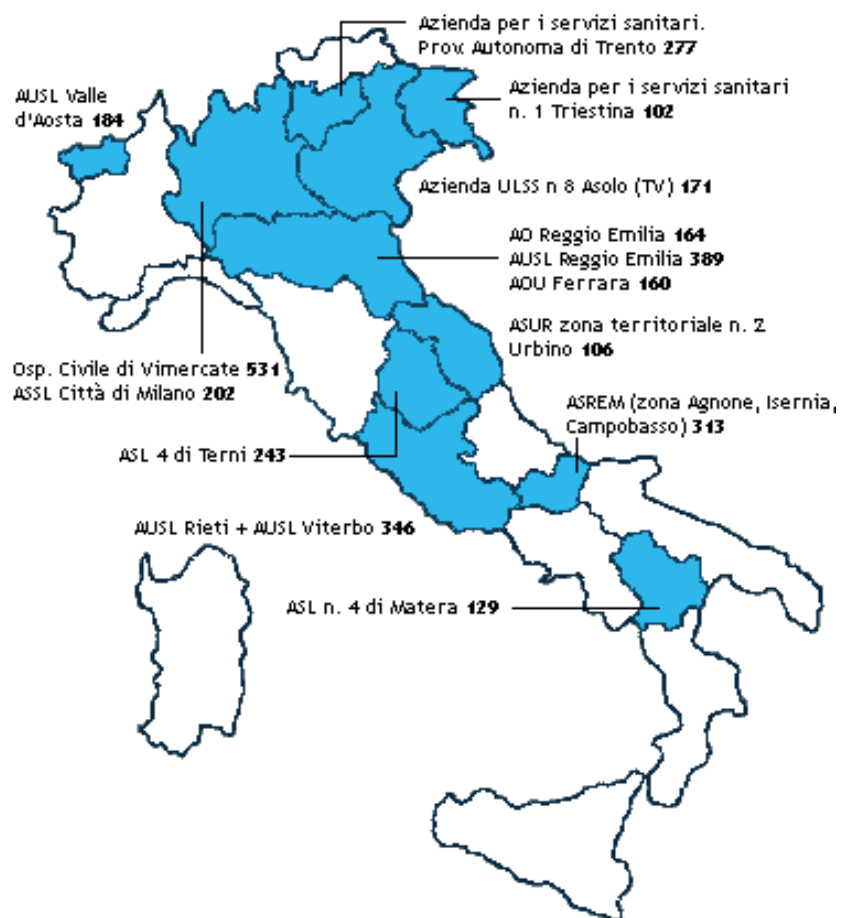 Azienda per i servizi sanitari.
Prov. Autonoma di Trento 277
AUSL Valle
d'Aosta 184
Azienda per i servizi sanitari
n. 1 Triestina 102
Azienda ULSS n 8 Asolo (TV) 171
AO Reggio Emilia 164
AUSL Reggio Emilia 389
AOU Ferrara 160
ASUR zona territoriale n. 2
Urbino 106
Osp. Civile di Vimercate 531
ASSL Città di Milano 202
ASREM (zona Agnone, Isernia,
Campobasso) 313
ASL 4 di Terni 243
AUSL Rieti + AUSL Viterbo 346
ASL n. 4 di Matera 129